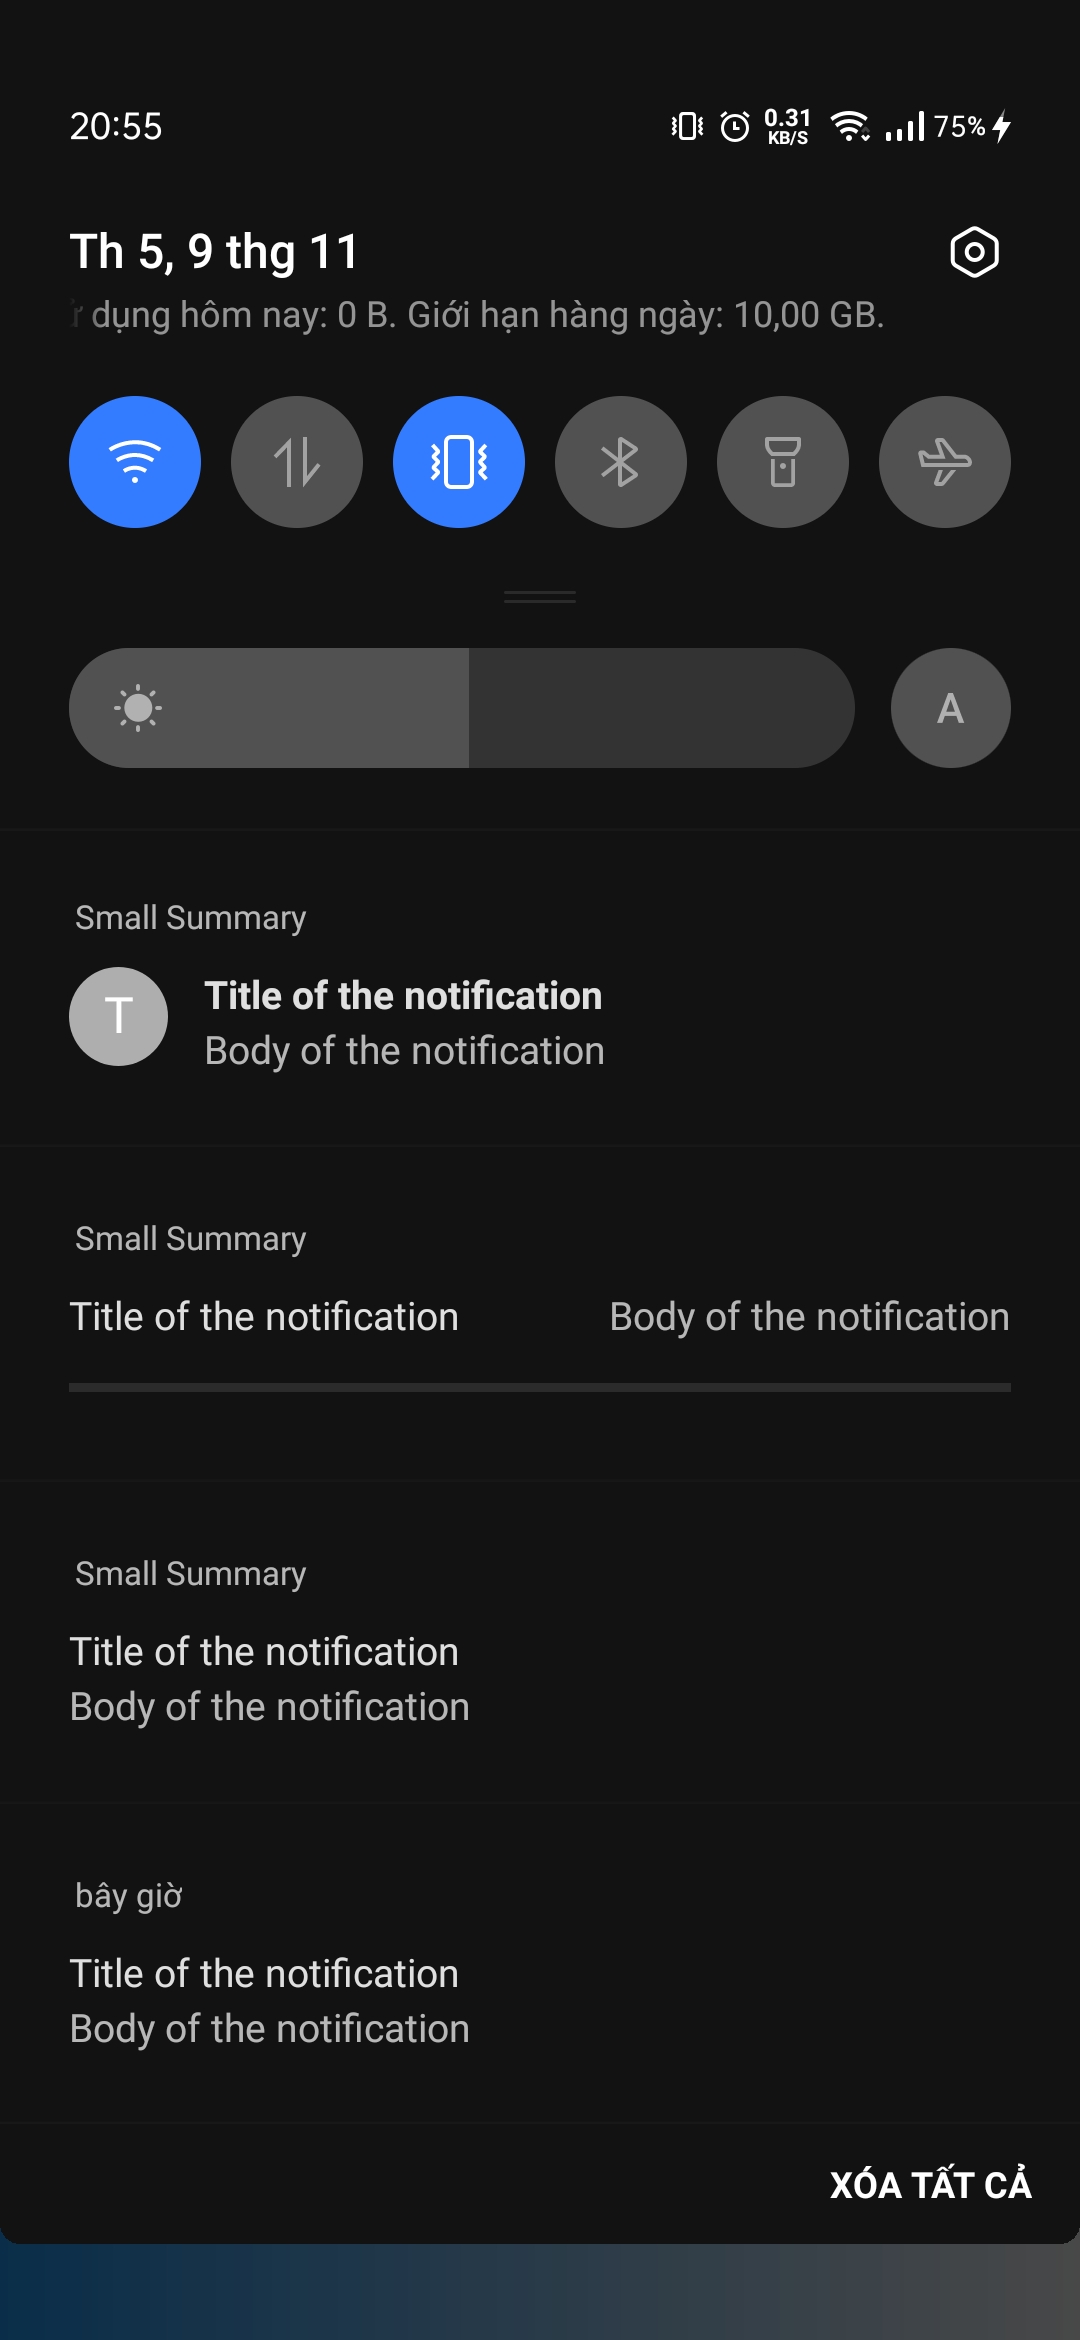 20:55
0.31
KB/S
75%
Th 5, 9 thg 11
dụng hôm nay: 0 B. Giới hạn hàng ngày: 10,00 GB.
A
Small Summary
T
Title of the notification
Body of the notification
Small Summary
Title of the notification Body of the notification
Small Summary
Title of the notification
Body of the notification
bây giờ
Title of the notification
Body of the notification
XÓA TẤT CẢ